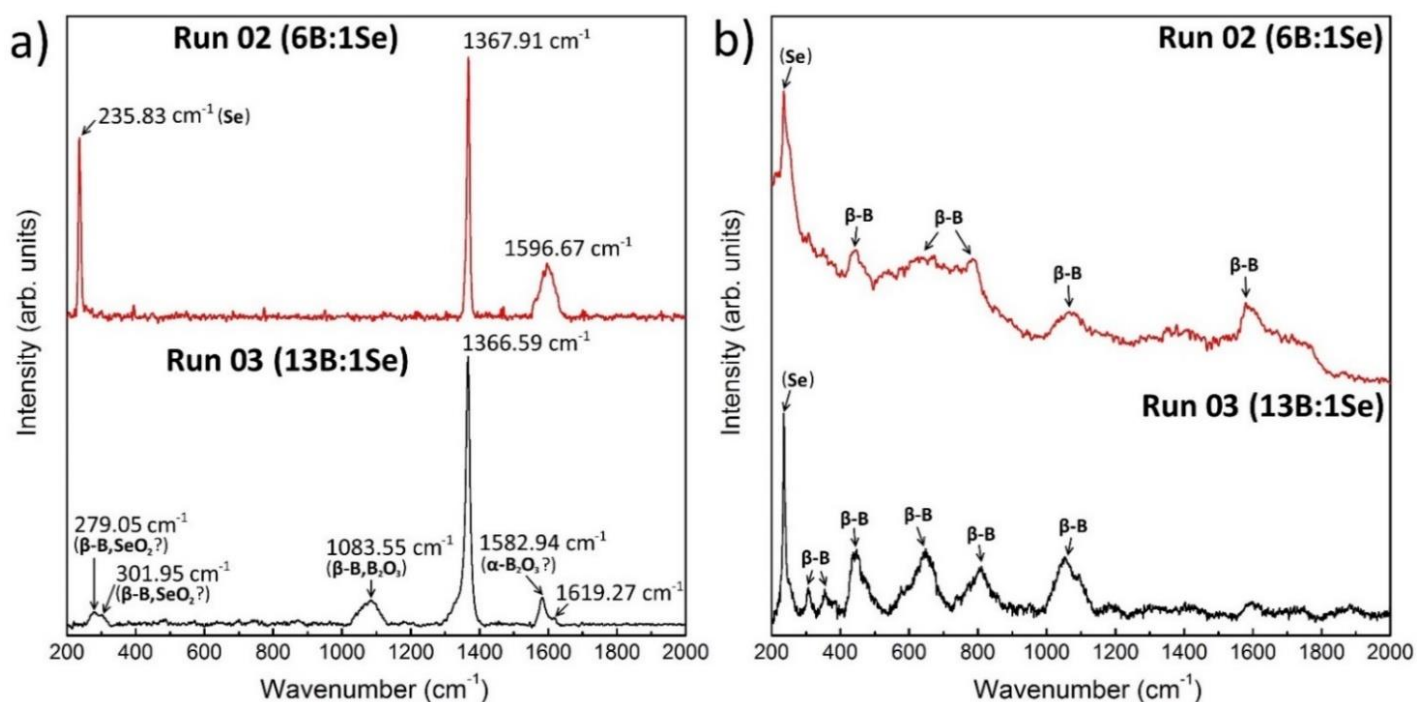 a)
Run 02 (6B:1Se)
1367.91 cm⁻¹
235.83 cm⁻¹ (Se)
1596.67 cm⁻¹
Run 03 (13B:1Se)
1366.59 cm⁻¹
279.05 cm⁻¹
(β-B,SeO₂?)
301.95 cm⁻¹
(β-B,SeO₂?)
1083.55 cm⁻¹
(β-B,B₂O₃)
1582.94 cm⁻¹
(α-B₂O₃?)
1619.27 cm⁻¹
Intensity (arb. units)
200 400 600 800 1000 1200 1400 1600 1800 2000
Wavenumber (cm⁻¹)
b)
Run 02 (6B:1Se)
(Se)
β-B
β-B
β-B
β-B
Run 03 (13B:1Se)
(Se)
β-B
β-B
β-B
β-B
β-B
Intensity (arb. units)
200 400 600 800 1000 1200 1400 1600 1800 2000
Wavenumber (cm⁻¹)